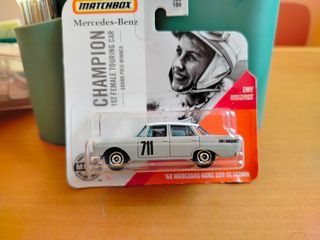 MATCHBOX
100
Mercedes-Benz
CHAMPION
1ST FEMALE TOURING CAR
GRAND PRIX WINNER
EWY
ROSQVIST
711
EWY ROSQVIST
'62 MERCEDES-BENZ 220 SE SEDAN